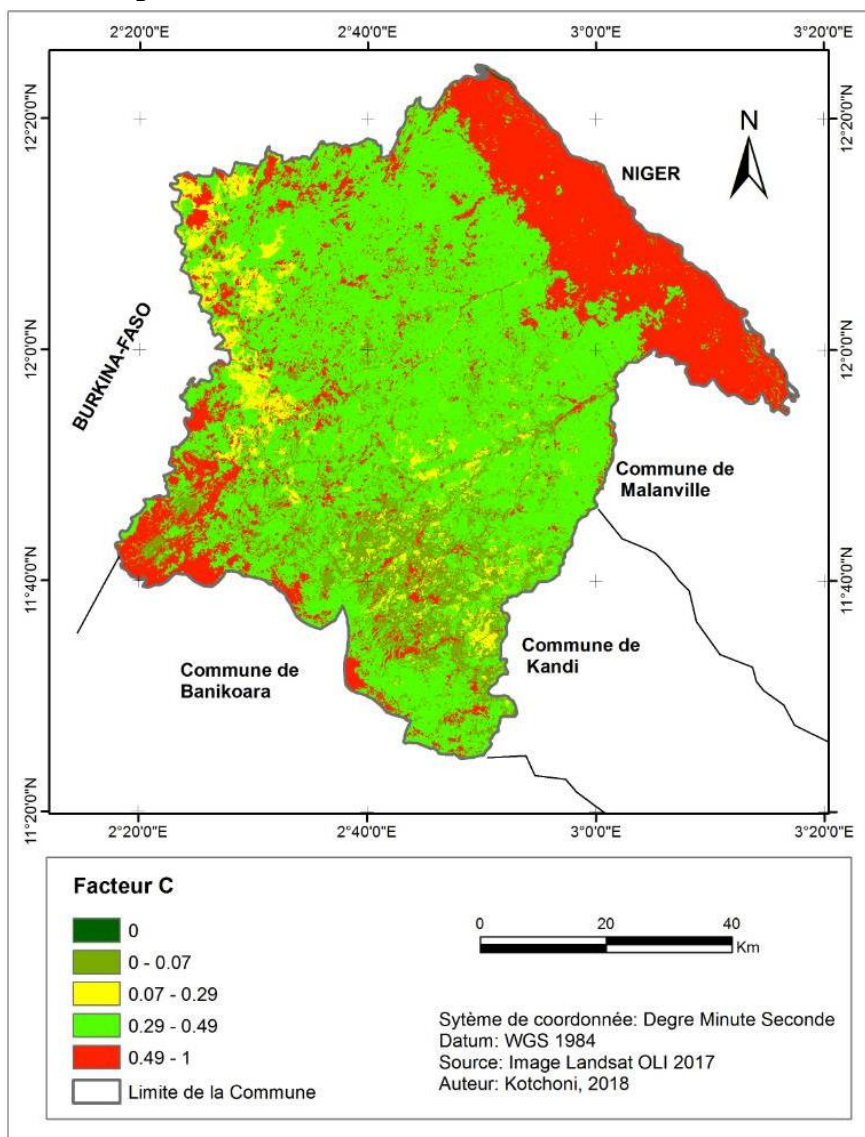 2°20'0"E 2°40'0"E 3°0'0"E 3°20'0"E
12°20'0"N
12°20'0"N
N
NIGER
BURKINA-FASO
12°0'0"N
12°0'0"N
Commune de
Malanville
11°40'0"N
11°40'0"N
Commune de
Kandi
Commune de
Banikoara
11°20'0"N
11°20'0"N
2°20'0"E 2°40'0"E 3°0'0"E 3°20'0"E
Facteur C
0
0 - 0.07
0.07 - 0.29
0.29 - 0.49
0.49 - 1
Limite de la Commune
0 20 40
Km
Sytème de coordonnée: Degre Minute Seconde
Datum: WGS 1984
Source: Image Landsat OLI 2017
Auteur: Kotchoni, 2018